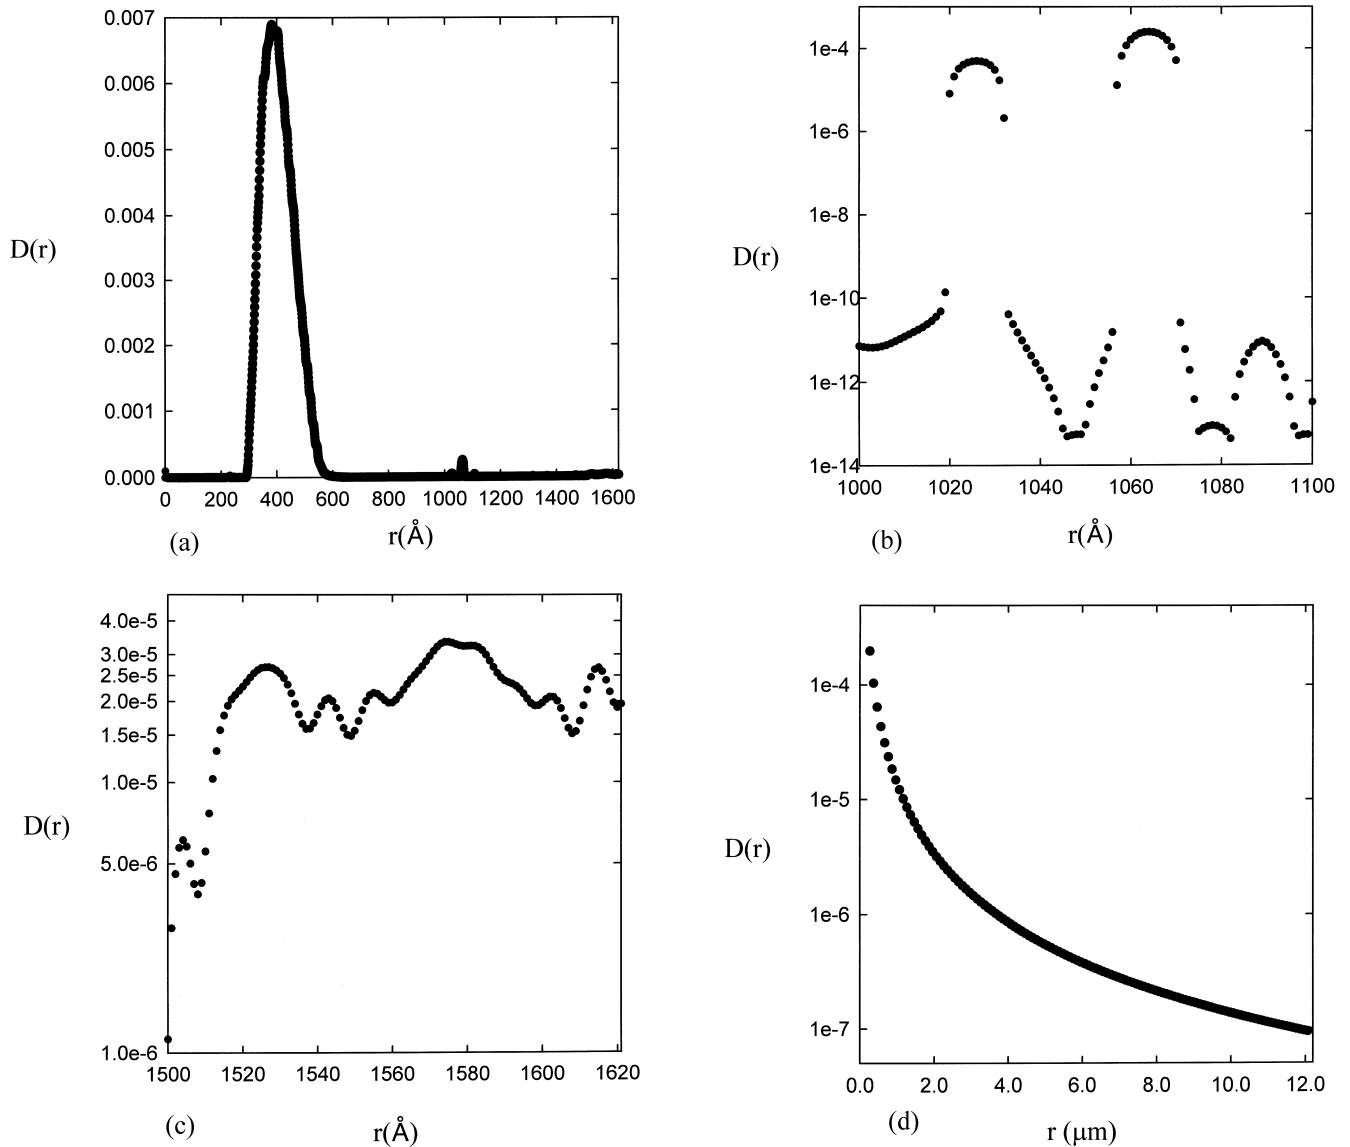 0.007
0.006
0.005
0.004
0.003
0.002
0.001
0.000
D(r)
0 200 400 600 800 1000 1200 1400 1600
r(Å)
(a)
1e-4
1e-6
1e-8
1e-10
1e-12
1e-14
D(r)
1000 1020 1040 1060 1080 1100
r(Å)
(b)
4.0e-5
3.0e-5
2.5e-5
2.0e-5
1.5e-5
1.0e-5
5.0e-6
1.0e-6
D(r)
1500 1520 1540 1560 1580 1600 1620
r(Å)
(c)
1e-4
1e-5
1e-6
1e-7
D(r)
0.0 2.0 4.0 6.0 8.0 10.0 12.0
r (μm)
(d)